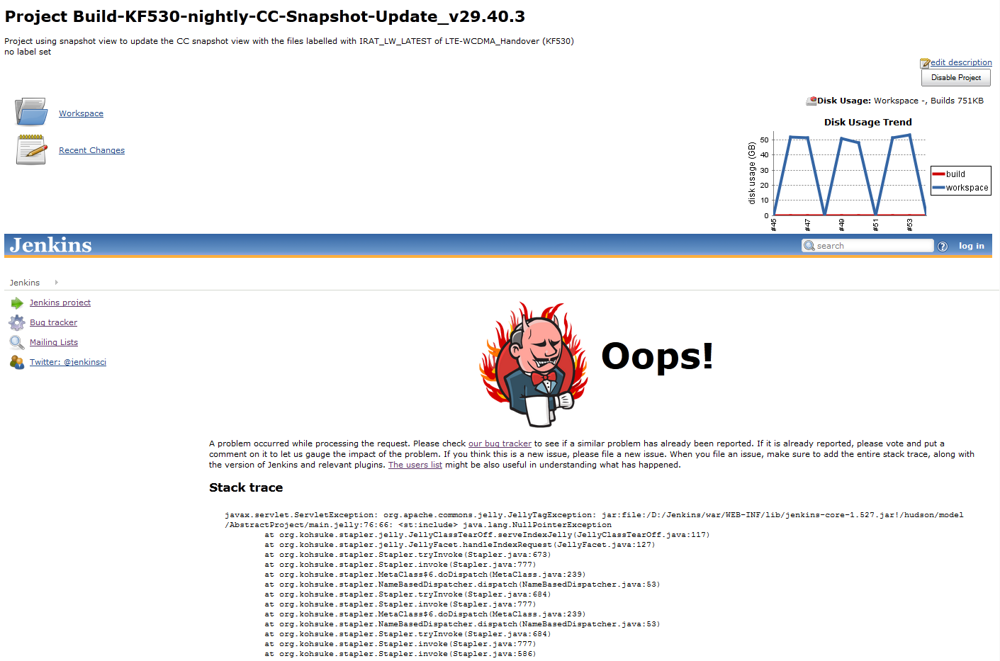 Project Build-KF530-nightly-CC-Snapshot-Update_v29.40.3
Project using snapshot view to update the CC snapshot view with the files labelled with IRAT_LW_LATEST of LTE-WCDMA_Handover (KF530)
no label set
edit description
Disable Project
Workspace
Recent Changes
Disk Usage: Workspace -, Builds 751KB
Disk Usage Trend
disk usage (GB)
50
40
30
20
10
0
#45
#47
#49
#51
#53
build
workspace
Jenkins
search
?
log in
Jenkins
Jenkins project
Bug tracker
Mailing Lists
Twitter: @jenkinsci
Oops!
A problem occurred while processing the request. Please check our bug tracker to see if a similar problem has already been reported. If it is already reported, please vote and put a
comment on it to let us gauge the impact of the problem. If you think this is a new issue, please file a new issue. When you file an issue, make sure to add the entire stack trace, along with
the version of Jenkins and relevant plugins. The users list might be also useful in understanding what has happened.
Stack trace
javax.servlet.ServletException: org.apache.commons.jelly.JellyTagException: jar:file:/D:/Jenkins/war/WEB-INF/lib/jenkins-core-1.527.jar!/hudson/model
/AbstractProject/main.jelly:76:66: <st:include> java.lang.NullPointerException
at org.kohsuke.stapler.jelly.JellyClassTearOff.serveIndexJelly(JellyClassTearOff.java:117)
at org.kohsuke.stapler.jelly.JellyFacet.handleIndexRequest(JellyFacet.java:127)
at org.kohsuke.stapler.Stapler.tryInvoke(Stapler.java:673)
at org.kohsuke.stapler.Stapler.invoke(Stapler.java:777)
at org.kohsuke.stapler.MetaClass$6.doDispatch(MetaClass.java:239)
at org.kohsuke.stapler.NameBasedDispatcher.dispatch(NameBasedDispatcher.java:53)
at org.kohsuke.stapler.Stapler.tryInvoke(Stapler.java:684)
at org.kohsuke.stapler.Stapler.invoke(Stapler.java:777)
at org.kohsuke.stapler.MetaClass$6.doDispatch(MetaClass.java:239)
at org.kohsuke.stapler.NameBasedDispatcher.dispatch(NameBasedDispatcher.java:53)
at org.kohsuke.stapler.Stapler.tryInvoke(Stapler.java:684)
at org.kohsuke.stapler.Stapler.invoke(Stapler.java:777)
at org.kohsuke.stapler.Stapler.invoke(Stapler.java:586)